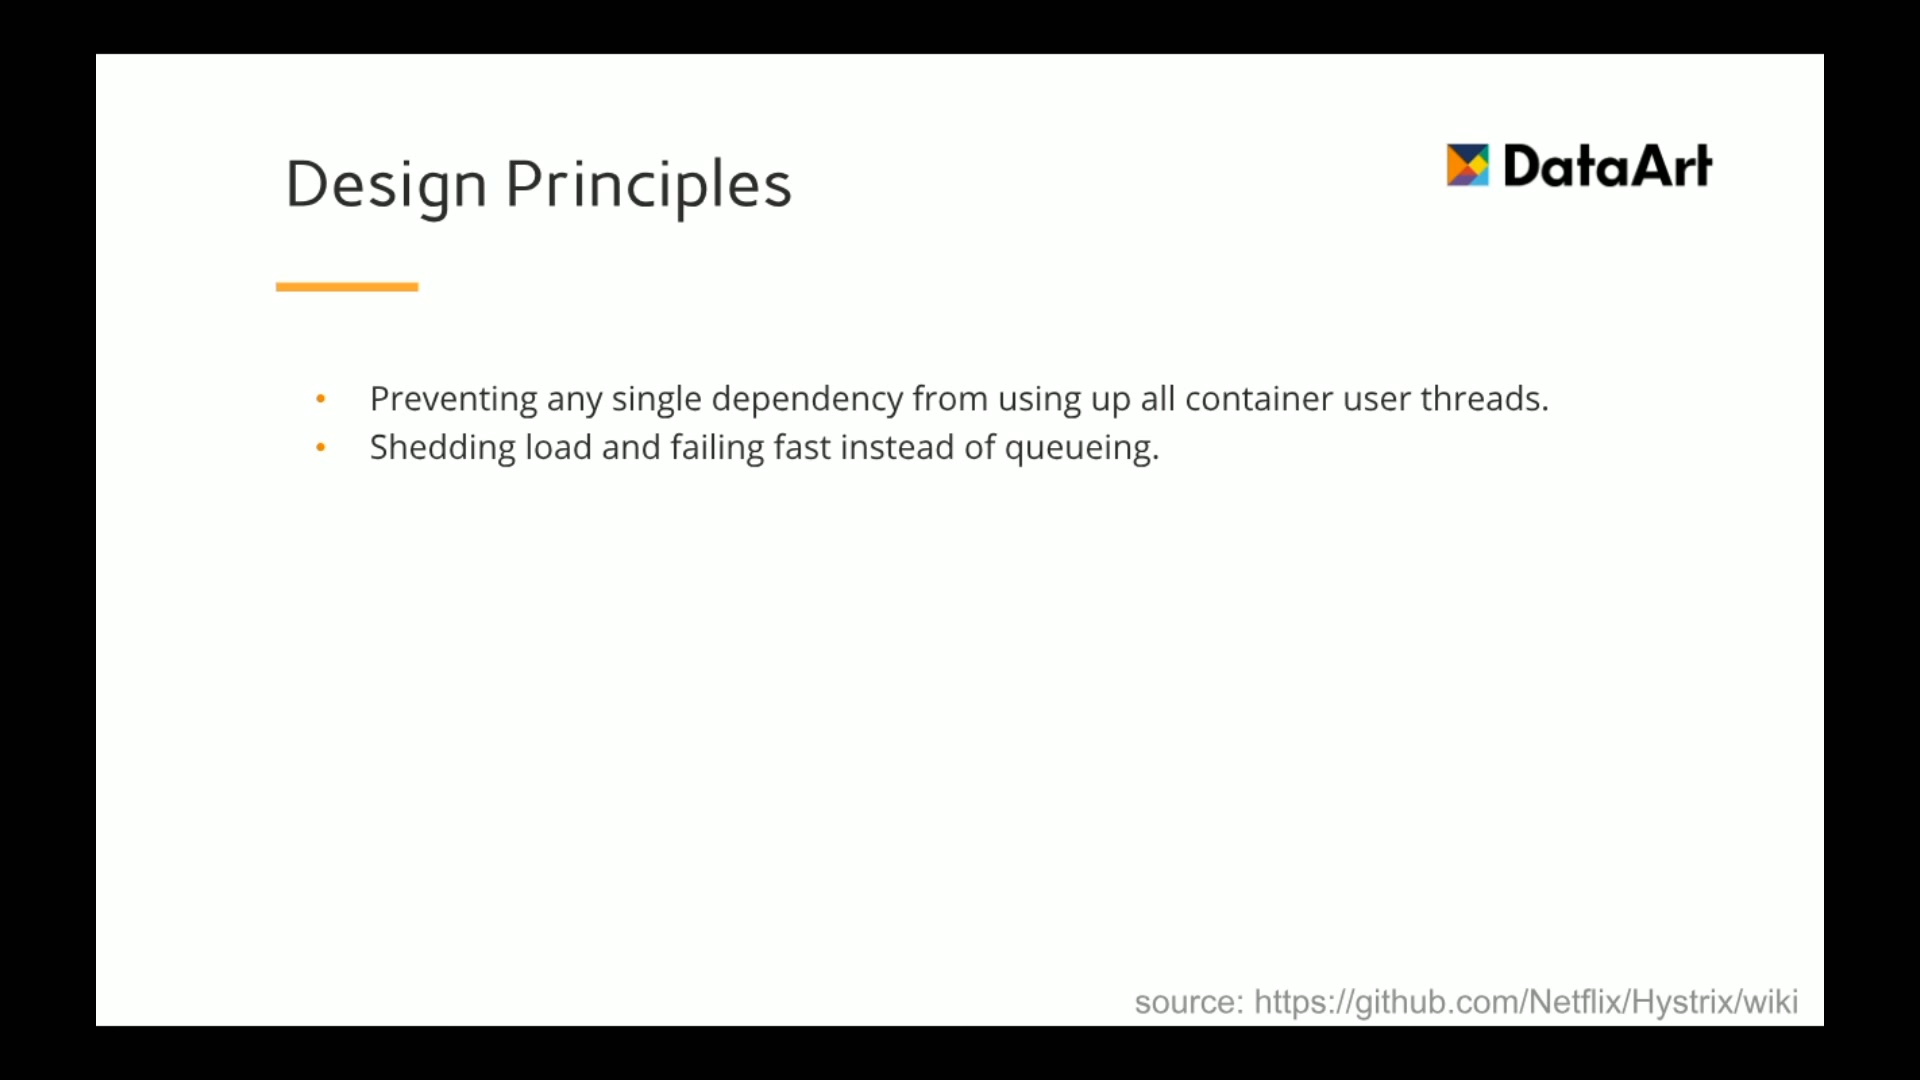 Design Principles
DataArt
• Preventing any single dependency from using up all container user threads.
• Shedding load and failing fast instead of queueing.
source: https://github.com/Netflix/Hystrix/wiki